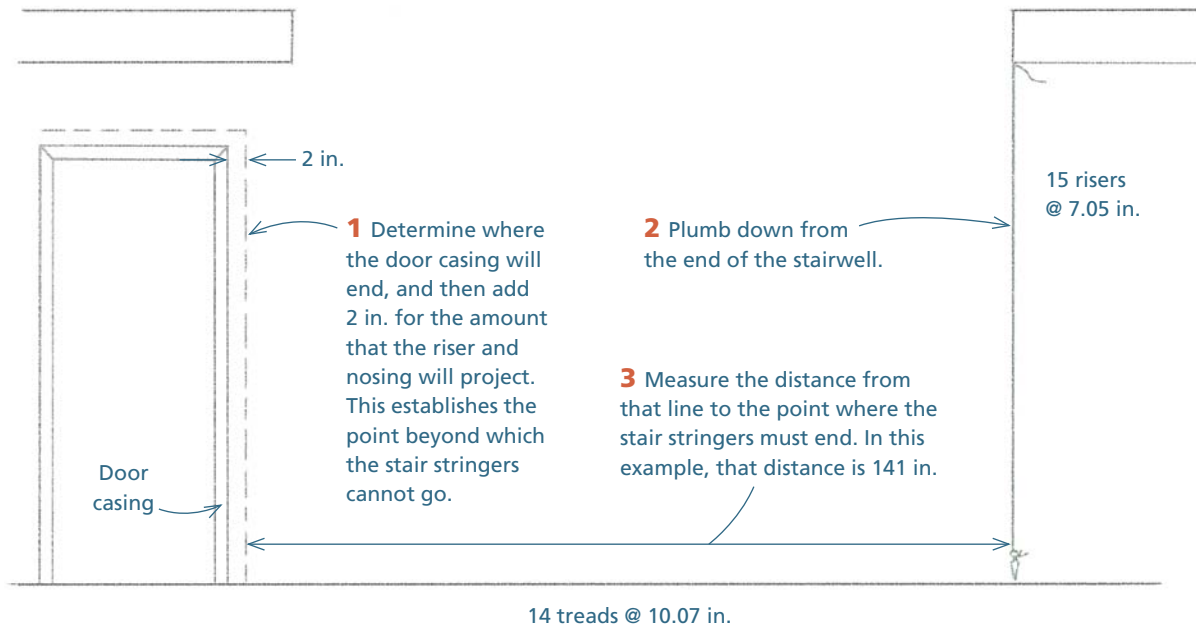 2 in.
15 risers
@ 7.05 in.
1 Determine where
the door casing will
end, and then add
2 in. for the amount
that the riser and
nosing will project.
This establishes the
point beyond which
the stair stringers
cannot go.
2 Plumb down from
the end of the stairwell.
3 Measure the distance from
that line to the point where the
stair stringers must end. In this
example, that distance is 141 in.
Door
casing
14 treads @ 10.07 in.